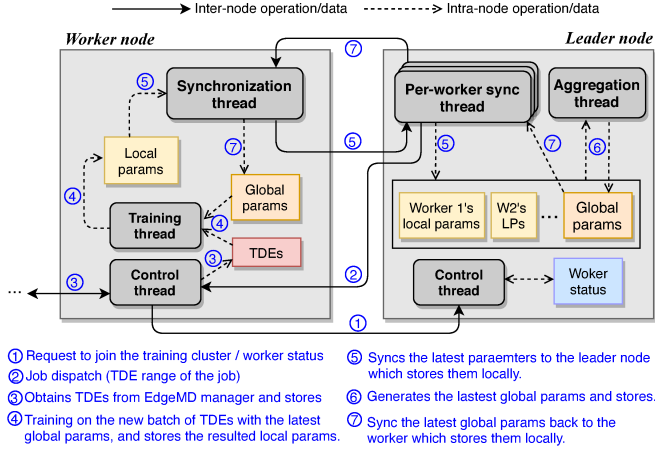 Inter-node operation/data
Intra-node operation/data
Worker node
Leader node
7
Synchronization
thread
Per-worker sync
thread
Aggregation
thread
5
5
7
5
7
6
Local
params
Global
params
4
4
Worker 1's
local params
W2's
LPs
...
Global
params
Training
thread
TDEs
3
2
Control
thread
Control
thread
Woker
status
...
3
1
1 Request to join the training cluster / worker status
2 Job dispatch (TDE range of the job)
3 Obtains TDEs from EdgeMD manager and stores
4 Training on the new batch of TDEs with the latest
global params, and stores the resulted local params.
5 Syncs the latest paraemters to the leader node
which stores them locally.
6 Generates the lastest global params and stores.
7 Sync the latest global params back to
the worker which stores them locally.